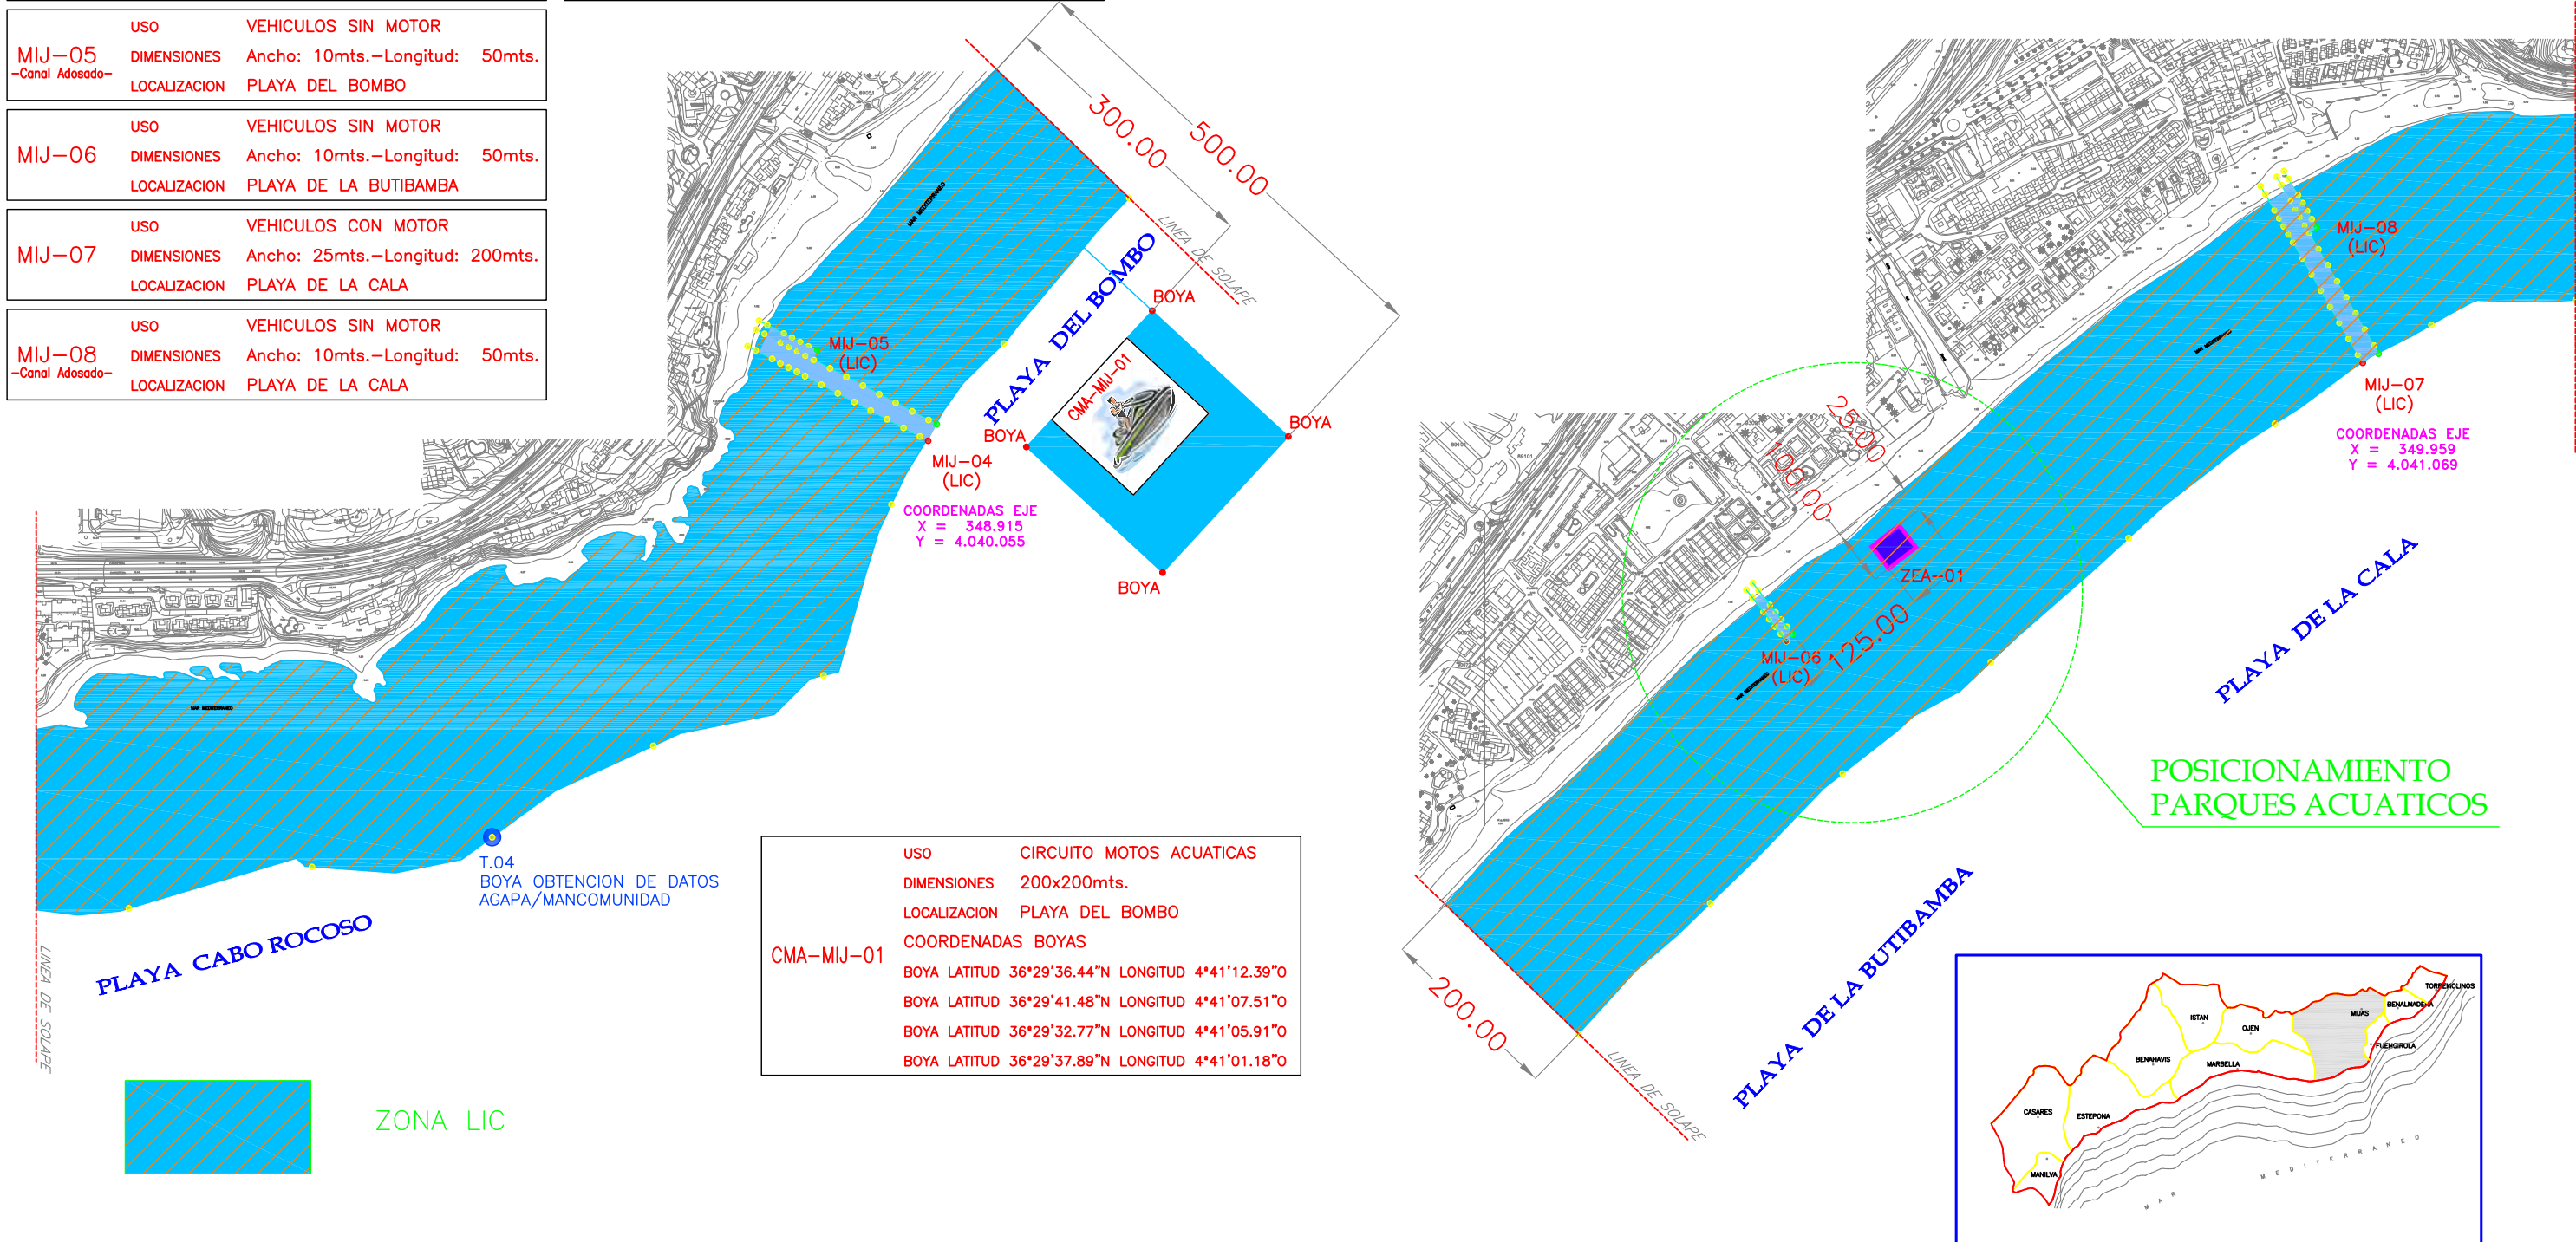 MIJ-05
-Canal Adosado-
USO VEHICULOS SIN MOTOR
DIMENSIONES Ancho: 10mts.-Longitud: 50mts.
LOCALIZACION PLAYA DEL BOMBO
MIJ-06
USO VEHICULOS SIN MOTOR
DIMENSIONES Ancho: 10mts.-Longitud: 50mts.
LOCALIZACION PLAYA DE LA BUTIBAMBA
MIJ-07
USO VEHICULOS CON MOTOR
DIMENSIONES Ancho: 25mts.-Longitud: 200mts.
LOCALIZACION PLAYA DE LA CALA
MIJ-08
-Canal Adosado-
USO VEHICULOS SIN MOTOR
DIMENSIONES Ancho: 10mts.-Longitud: 50mts.
LOCALIZACION PLAYA DE LA CALA
300.00
500.00
LINEA DE SOLAPE
MAR MEDITERRANEO
PLAYA DEL BOMBO
BOYA
BOYA
BOYA
BOYA
CMA-MIJ-01
MIJ-05
(LIC)
MIJ-04
(LIC)
COORDENADAS EJE
X = 348.915
Y = 4.040.055
MAR MEDITERRANEO
T.04
BOYA OBTENCION DE DATOS
AGAPA/MANCOMUNIDAD
PLAYA CABO ROCOSO
LINEA DE SOLAPE
ZONA LIC
CMA-MIJ-01
USO CIRCUITO MOTOS ACUATICAS
DIMENSIONES 200x200mts.
LOCALIZACION PLAYA DEL BOMBO
COORDENADAS BOYAS
BOYA LATITUD 36°29'36.44"N LONGITUD 4°41'12.39"O
BOYA LATITUD 36°29'41.48"N LONGITUD 4°41'07.51"O
BOYA LATITUD 36°29'32.77"N LONGITUD 4°41'05.91"O
BOYA LATITUD 36°29'37.89"N LONGITUD 4°41'01.18"O
MIJ-08
(LIC)
MIJ-07
(LIC)
COORDENADAS EJE
X = 349.959
Y = 4.041.069
MAR MEDITERRANEO
25.00
100.00
ZEA-01
125.00
MIJ-06
(LIC)
MAR MEDITERRANEO
PLAYA DE LA CALA
POSICIONAMIENTO
PARQUES ACUATICOS
PLAYA DE LA BUTIBAMBA
200.00
LINEA DE SOLAPE
TORREMOLINOS
BENALMADENA
MIJAS
ISTAN
OJEN
FUENGIROLA
BENAHAVIS
MARBELLA
CASARES
ESTEPONA
MANILVA
MAR MEDITERRANEO